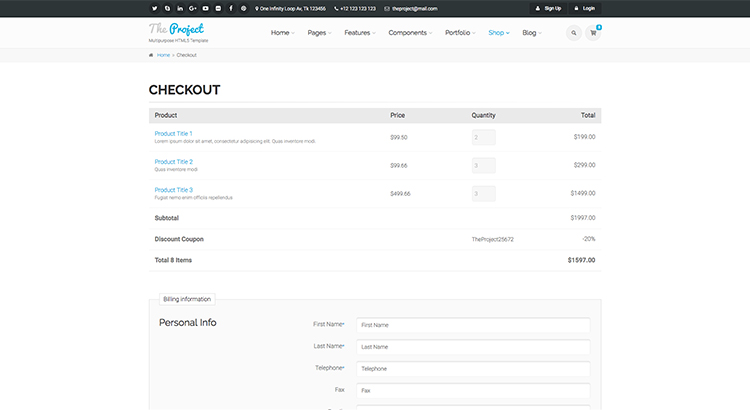 One Infinity Loop Av, Tk 123456 +12 123 123 123 theproject@mail.com Sign Up Login
The Project
Multipurpose HTML5 Template
Home Pages Features Components Portfolio Shop Blog 8
Home Checkout
CHECKOUT
Product Price Quantity Total
Product Title 1 $99.50 2 $199.00
Lorem ipsum dolor sit amet, consectetur adipisicing elit. Quas inventore modi.
Product Title 2 $99.66 3 $299.00
Quas inventore modi
Product Title 3 $499.66 3 $1499.00
Fugiat nemo enim officiis repellendus
Subtotal $1997.00
Discount Coupon TheProject25672 -20%
Total 8 Items $1597.00
Billing information
Personal Info
First Name* First Name
Last Name* Last Name
Telephone* Telephone
Fax Fax